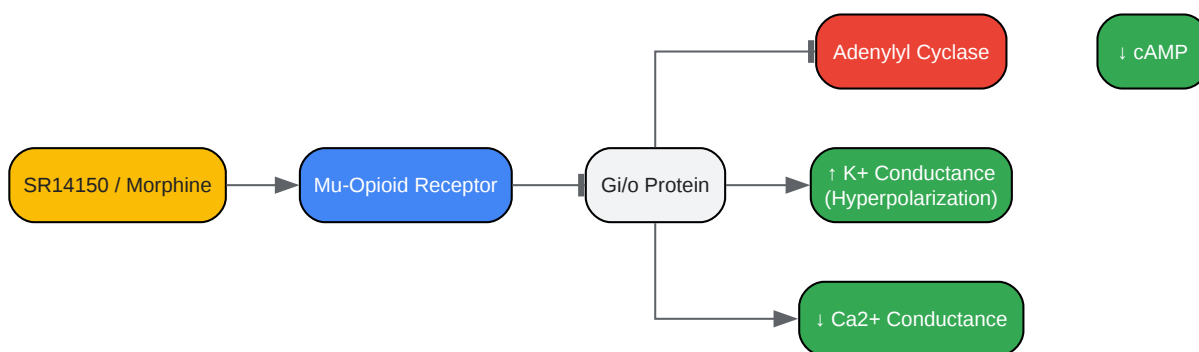 Adenylyl Cyclase
↓ cAMP
SR14150 / Morphine
Mu-Opioid Receptor
Gi/o Protein
↑ K+ Conductance
(Hyperpolarization)
↓ Ca2+ Conductance